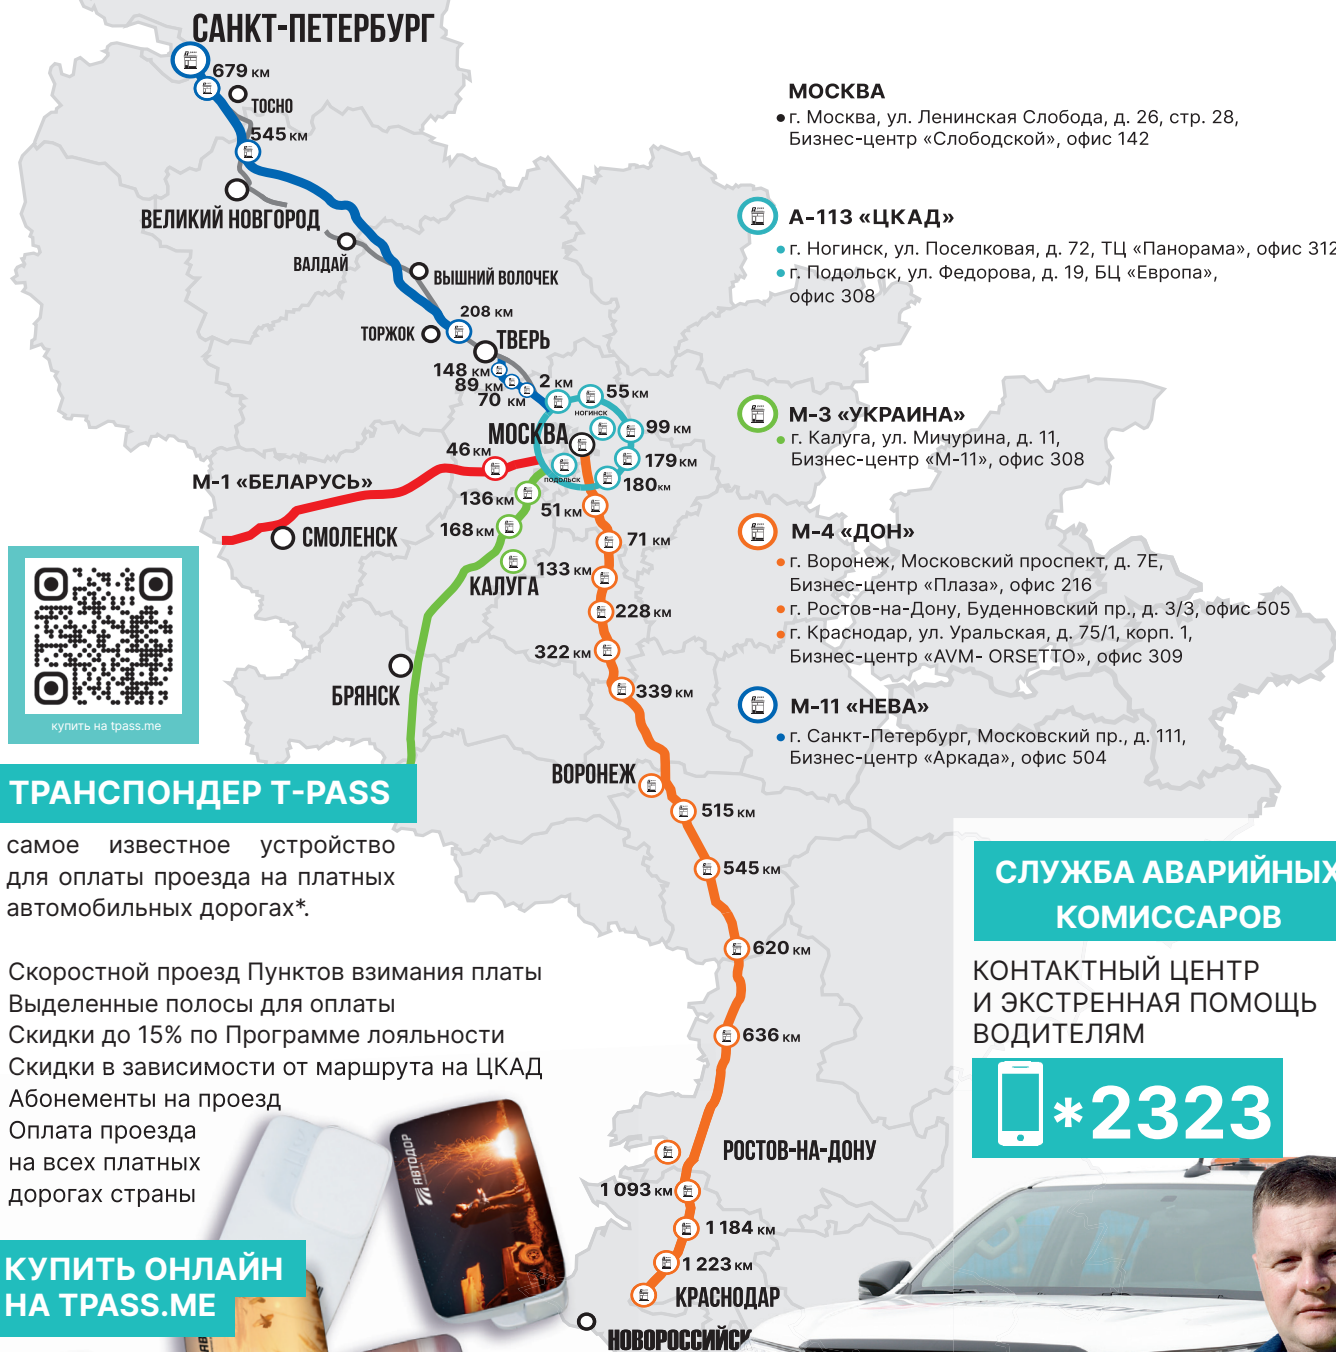 САНКТ-ПЕТЕРБУРГ
679 км
ТОСНО
545 км
ВЕЛИКИЙ НОВГОРОД
ВАЛДАЙ
ВЫШНИЙ ВОЛОЧЕК
208 км
ТОРЖОК
ТВЕРЬ
148 км
89 км
70 км
2 км
55 км
НОГИНСК
99 км
МОСКВА
46 км
179 км
ПОДОЛЬСК
180 км
М-1 «БЕЛАРУСЬ»
136 км
51 км
СМОЛЕНСК
168 км
71 км
133 км
КАЛУГА
228 км
322 км
БРЯНСК
339 км
ВОРОНЕЖ
515 км
545 км
620 км
636 км
РОСТОВ-НА-ДОНУ
1 093 км
1 184 км
1 223 км
КРАСНОДАР
НОВОРОССИЙСК
МОСКВА
г. Москва, ул. Ленинская Слобода, д. 26, стр. 28,
Бизнес-центр «Слободской», офис 142
А-113 «ЦКАД»
г. Ногинск, ул. Поселковая, д. 72, ТЦ «Панорама», офис 312
г. Подольск, ул. Федорова, д. 19, БЦ «Европа»,
офис 308
М-3 «УКРАИНА»
г. Калуга, ул. Мичурина, д. 11,
Бизнес-центр «М-11», офис 308
М-4 «ДОН»
г. Воронеж, Московский проспект, д. 7Е,
Бизнес-центр «Плаза», офис 216
г. Ростов-на-Дону, Буденновский пр., д. 3/3, офис 505
г. Краснодар, ул. Уральская, д. 75/1, корп. 1,
Бизнес-центр «AVM- ORSETTO», офис 309
М-11 «НЕВА»
г. Санкт-Петербург, Московский пр., д. 111,
Бизнес-центр «Аркада», офис 504
купить на tpass.me
ТРАНСПОНДЕР T-PASS
самое известное устройство
для оплаты проезда на платных
автомобильных дорогах*.
Скоростной проезд Пунктов взимания платы
Выделенные полосы для оплаты
Скидки до 15% по Программе лояльности
Скидки в зависимости от маршрута на ЦКАД
Абонементы на проезд
Оплата проезда
на всех платных
дорогах страны
АВТОДОР
КУПИТЬ ОНЛАЙН
НА TPASS.ME
СЛУЖБА АВАРИЙНЫХ
КОМИССАРОВ
КОНТАКТНЫЙ ЦЕНТР
И ЭКСТРЕННАЯ ПОМОЩЬ
ВОДИТЕЛЯМ
*2323